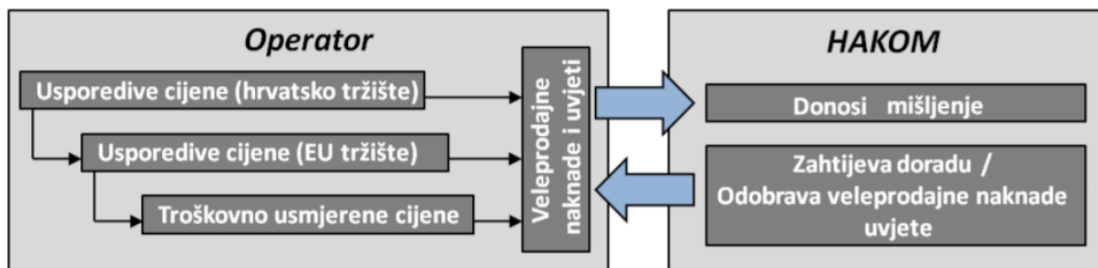 Operator
Usporedive cijene (hrvatsko tržište)
Usporedive cijene (EU tržište)
Troškovno usmjerene cijene
Veleprodajne
naknade i uvjeti
HAKOM
Donosi mišljenje
Zahtijeva doradu /
Odobrava veleprodajne naknade
uvjete